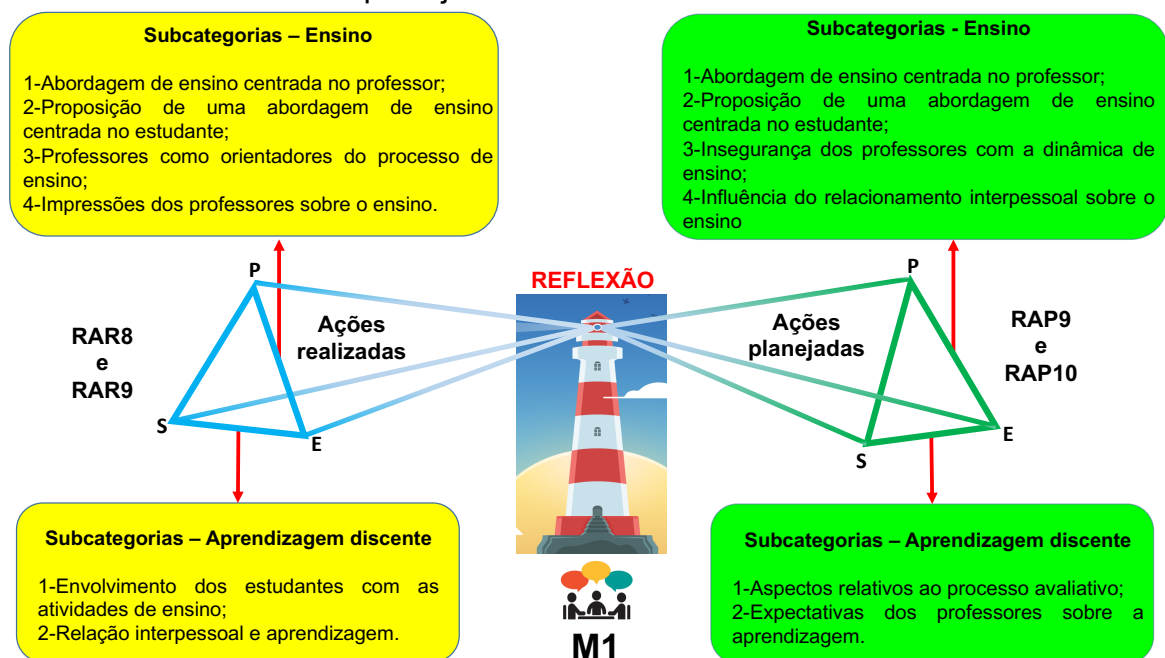 Subcategorias – Ensino
1-Abordagem de ensino centrada no professor;
2-Proposição de uma abordagem de ensino
centrada no estudante;
3-Professores como orientadores do processo de
ensino;
4-Impressões dos professores sobre o ensino.
Subcategorias - Ensino
1-Abordagem de ensino centrada no professor;
2-Proposição de uma abordagem de ensino
centrada no estudante;
3-Insegurança dos professores com a dinâmica de
ensino;
4-Influência do relacionamento interpessoal sobre o
ensino
P
S
E
RAR8
e
RAR9
Ações
realizadas
REFLEXÃO
Ações
planejadas
P
S
E
RAP9
e
RAP10
Subcategorias – Aprendizagem discente
1-Envolvimento dos estudantes com as
atividades de ensino;
2-Relação interpessoal e aprendizagem.
M1
Subcategorias – Aprendizagem discente
1-Aspectos relativos ao processo avaliativo;
2-Expectativas dos professores sobre a
aprendizagem.